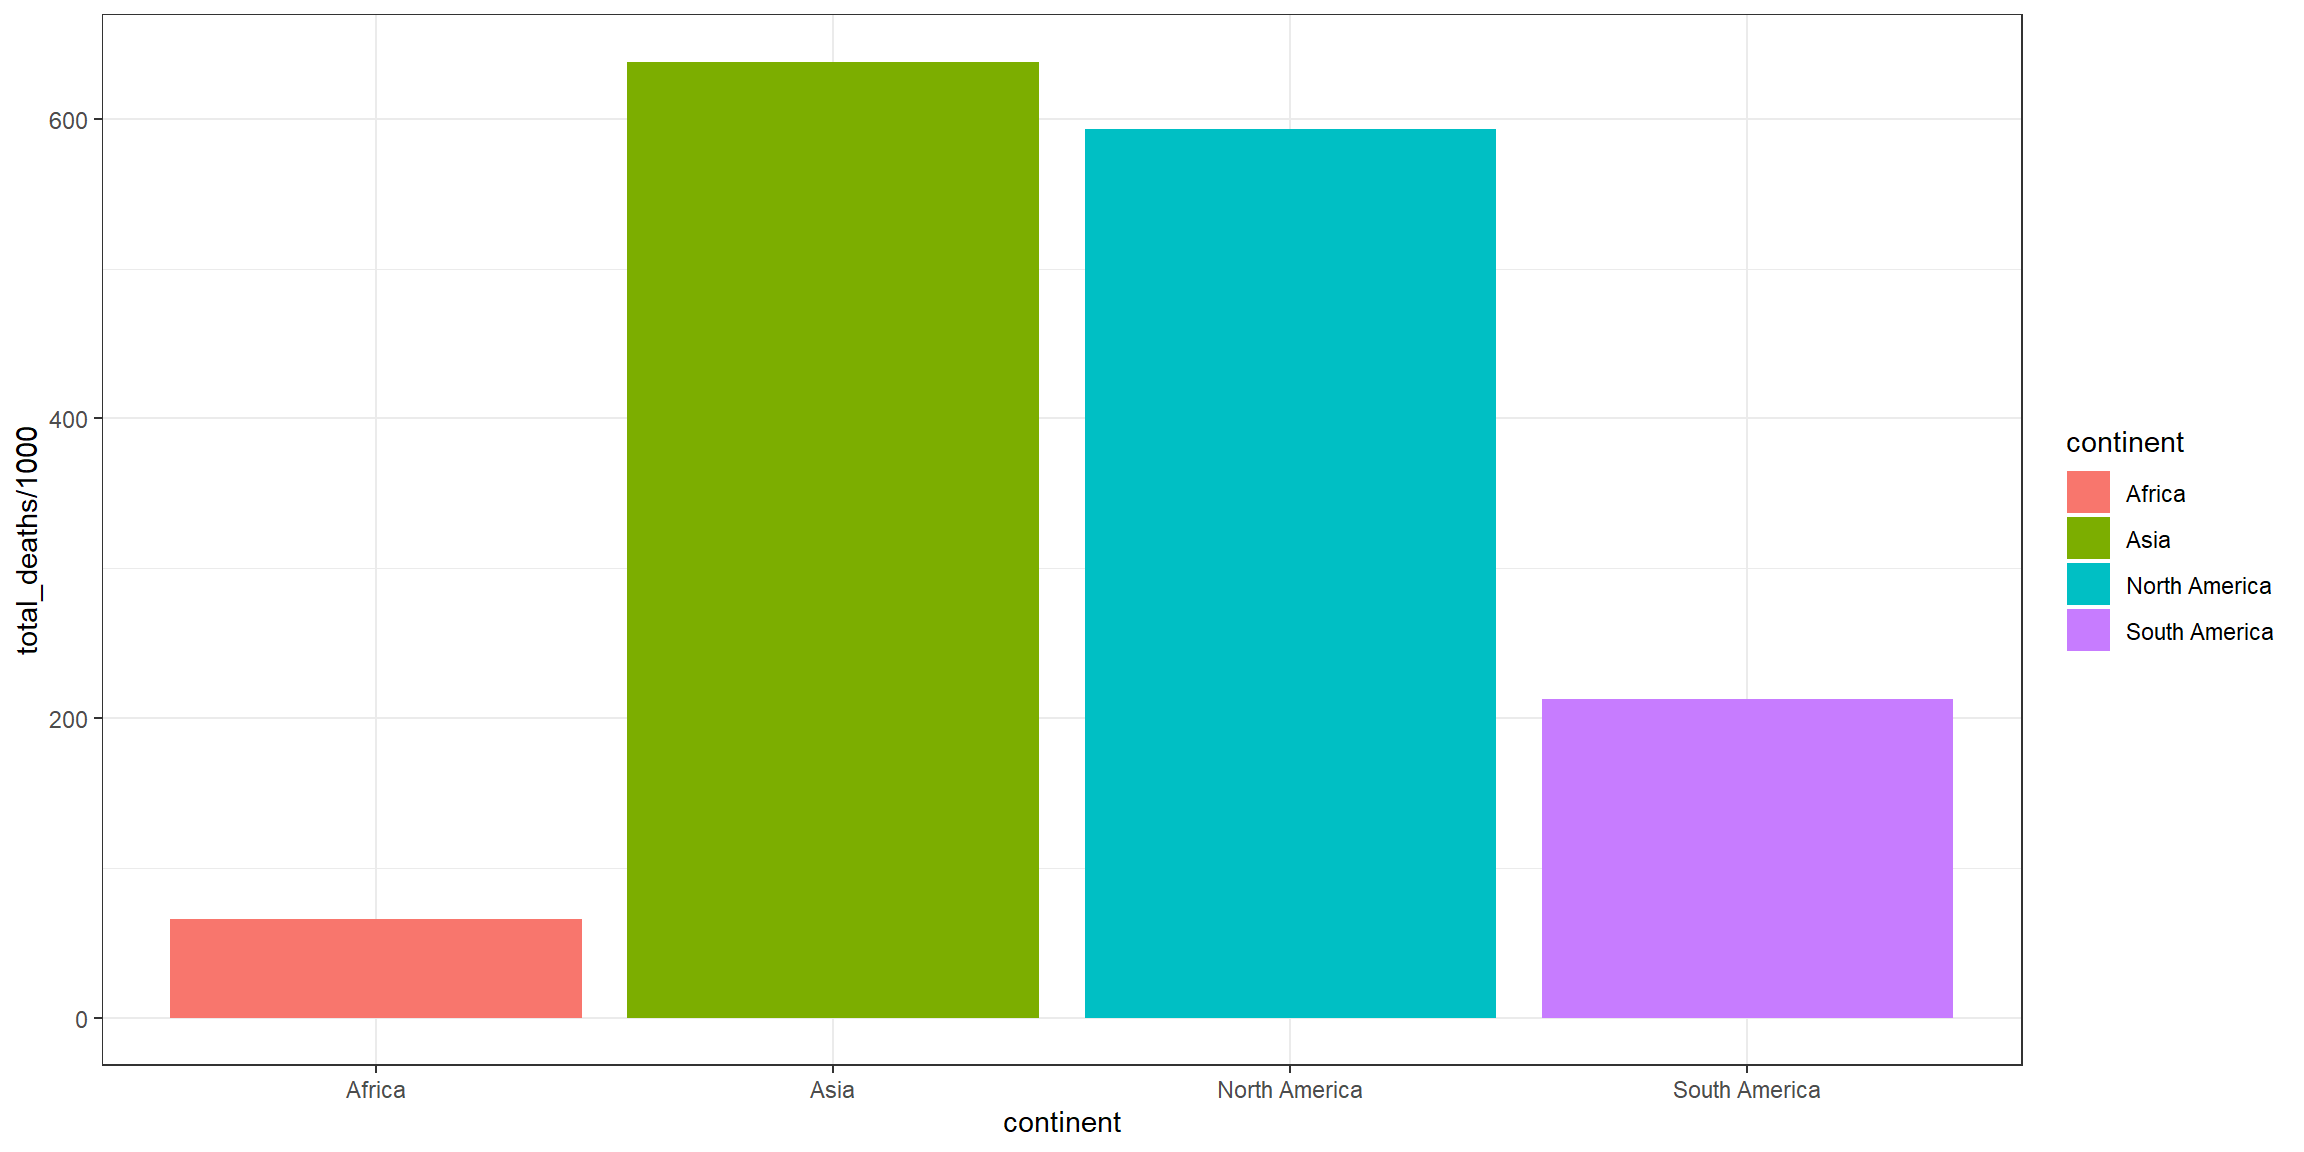 total_deaths/1000
600
400
200
0
Africa
Asia
North America
South America
continent
continent
Africa
Asia
North America
South America